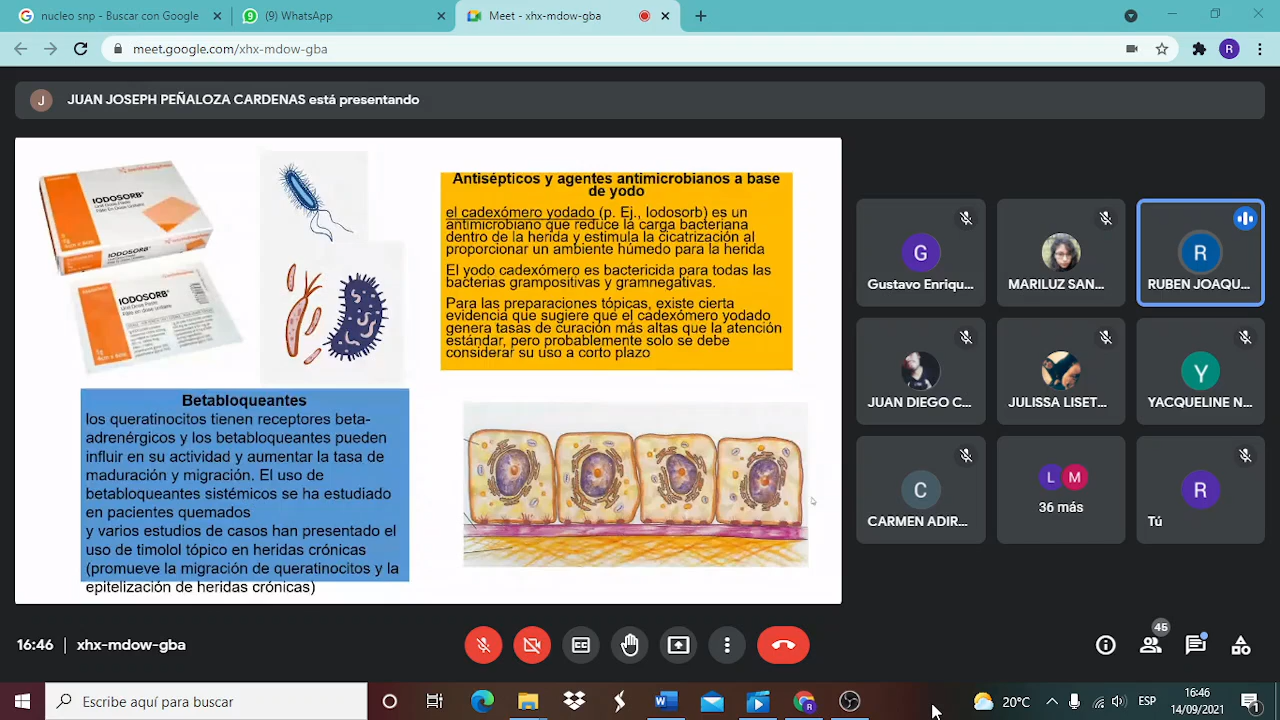 nucleo snp - Buscar con Google
(9) WhatsApp
Meet - xhx-mdow-gba
meet.google.com/xhx-mdow-gba
R
J
JUAN JOSEPH PEÑALOZA CARDENAS está presentando
IODOSORB
IODOSORB
IODOSORB
Antisépticos y agentes antimicrobianos a base
de yodo
el cadexómero yodado (p. Ej., Iodosorb) es un
antimicrobiano que reduce la carga bacteriana
dentro de la herida y estimula la cicatrización al
proporcionar un ambiente húmedo para la herida
El yodo cadexómero es bactericida para todas las
bacterias grampositivas y gramnegativas.
Para las preparaciones tópicas, existe cierta
evidencia que sugiere que el cadexómero yodado
genera tasas de curación más altas que la atención
estándar, pero probablemente solo se debe
considerar su uso a corto plazo
Betabloqueantes
los queratinocitos tienen receptores beta-
adrenérgicos y los betabloqueantes pueden
influir en su actividad y aumentar la tasa de
maduración y migración. El uso de
betabloqueantes sistémicos se ha estudiado
en pacientes quemados
y varios estudios de casos han presentado el
uso de timolol tópico en heridas crónicas
(promueve la migración de queratinocitos y la
epitelización de heridas crónicas)
G
Gustavo Enriqu...
MARILUZ SAN...
R
RUBEN JOAQU...
JUAN DIEGO C...
JULISSA LISET...
Y
YACQUELINE N...
C
CARMEN ADIR...
L M
36 más
R
Tú
16:46 | xhx-mdow-gba
45
Escribe aquí para buscar
20°C
ESP
16:46
14/09/2021
1